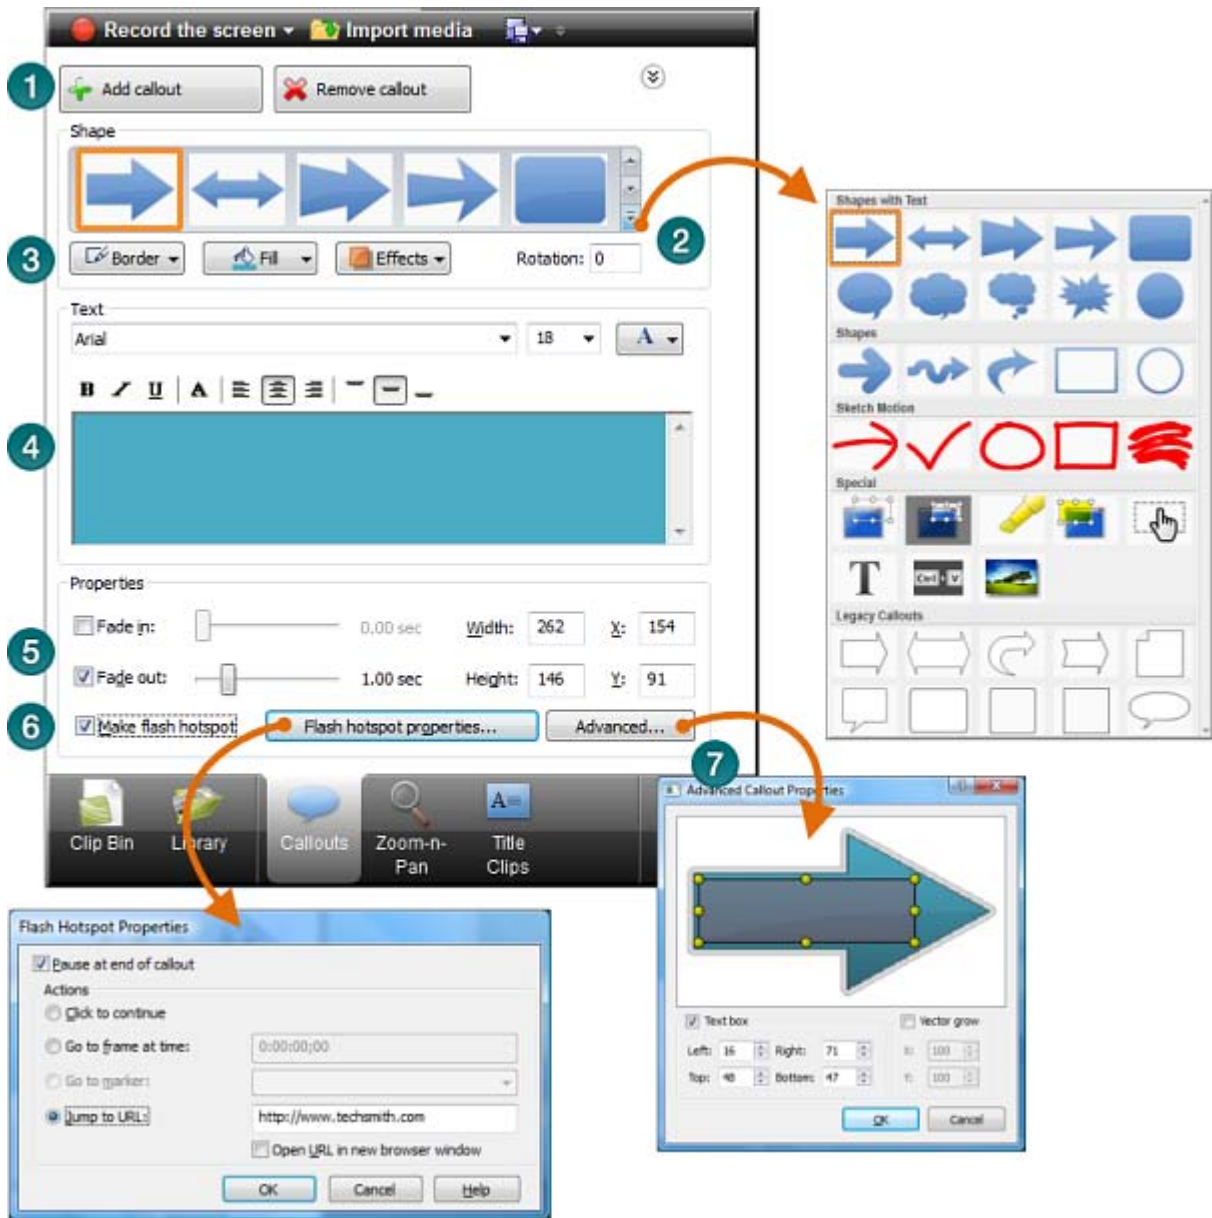 Record the screen Import media
1 Add callout Remove callout
Shape
2
3 Border Fill Effects Rotation: 0
Text
Arial 18 A
B I U A
4
Properties
Fade in: 0.00 sec Width: 262 X: 154
5
Fade out: 1.00 sec Height: 146 Y: 91
6 Make flash hotspot Flash hotspot properties... Advanced...
Clip Bin Library Callouts Zoom-n-Pan A Title Clips
Shapes with Text
Shapes
Sketch Motion
Special
T Ctrl + V
Legacy Callouts
7
Advanced Callout Properties
Text box Vector grow
Left: 16 Right: 71 X: 100
Top: 48 Bottom: 47 Y: 100
OK Cancel
Flash Hotspot Properties
Pause at end of callout
Actions
Click to continue
Go to frame at time: 0:00:00;00
Go to marker:
Jump to URL: http://www.techsmith.com
Open URL in new browser window
OK Cancel Help